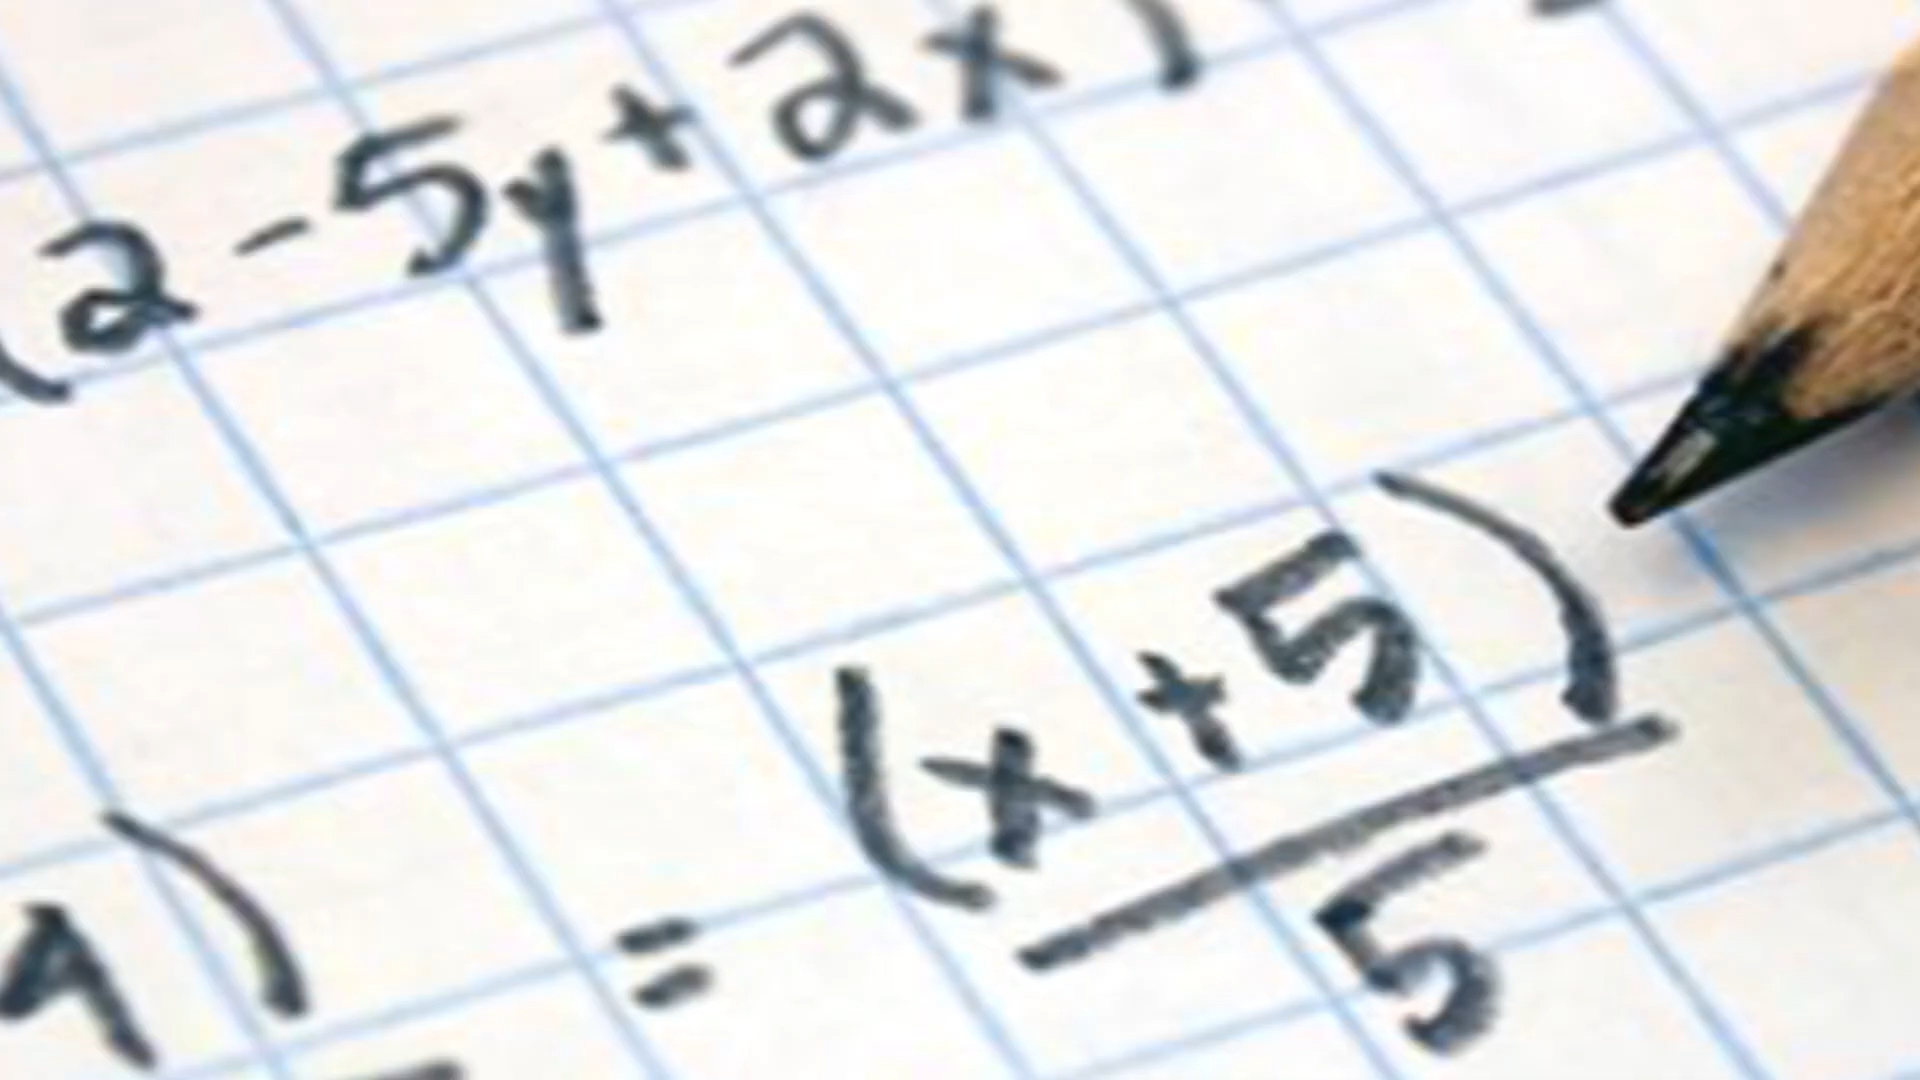 (2-5y+2x)
) = (x+5)
5